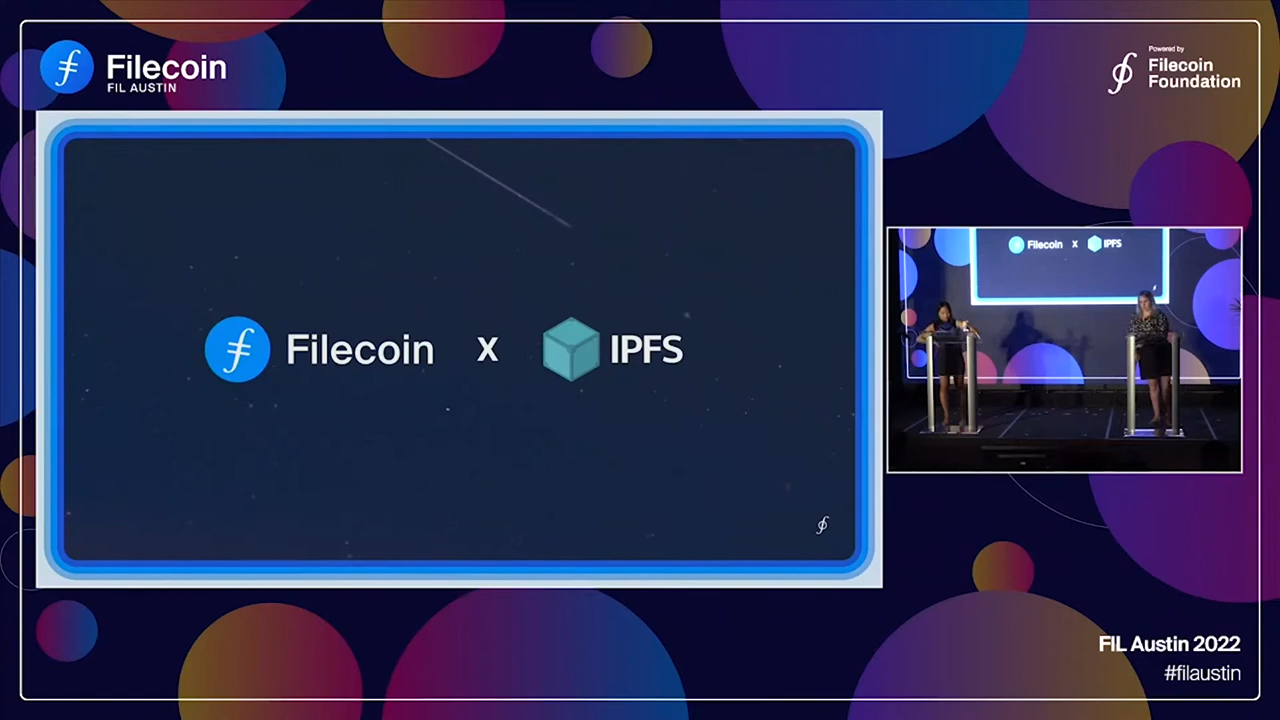 Filecoin
FIL AUSTIN
Powered by
Filecoin
Foundation
Filecoin x IPFS
Filecoin x IPFS
FIL Austin 2022
#filaustin